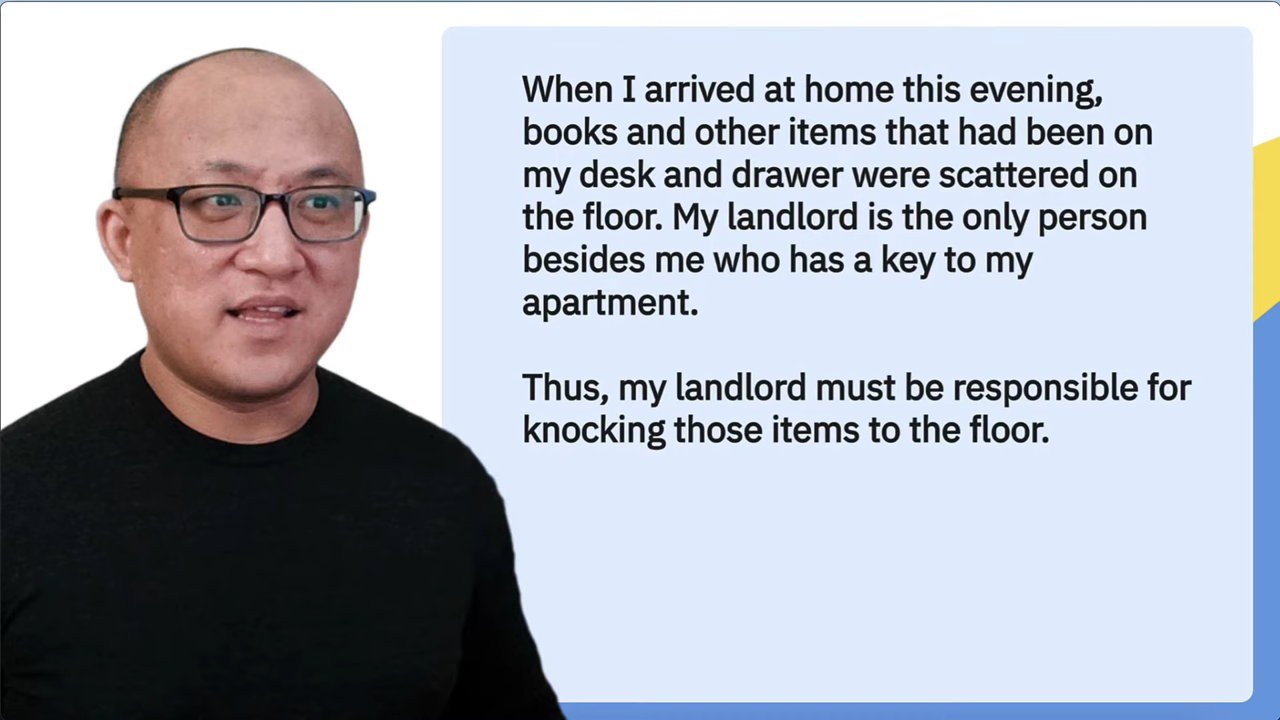 When I arrived at home this evening,
books and other items that had been on
my desk and drawer were scattered on
the floor. My landlord is the only person
besides me who has a key to my
apartment.
Thus, my landlord must be responsible for
knocking those items to the floor.